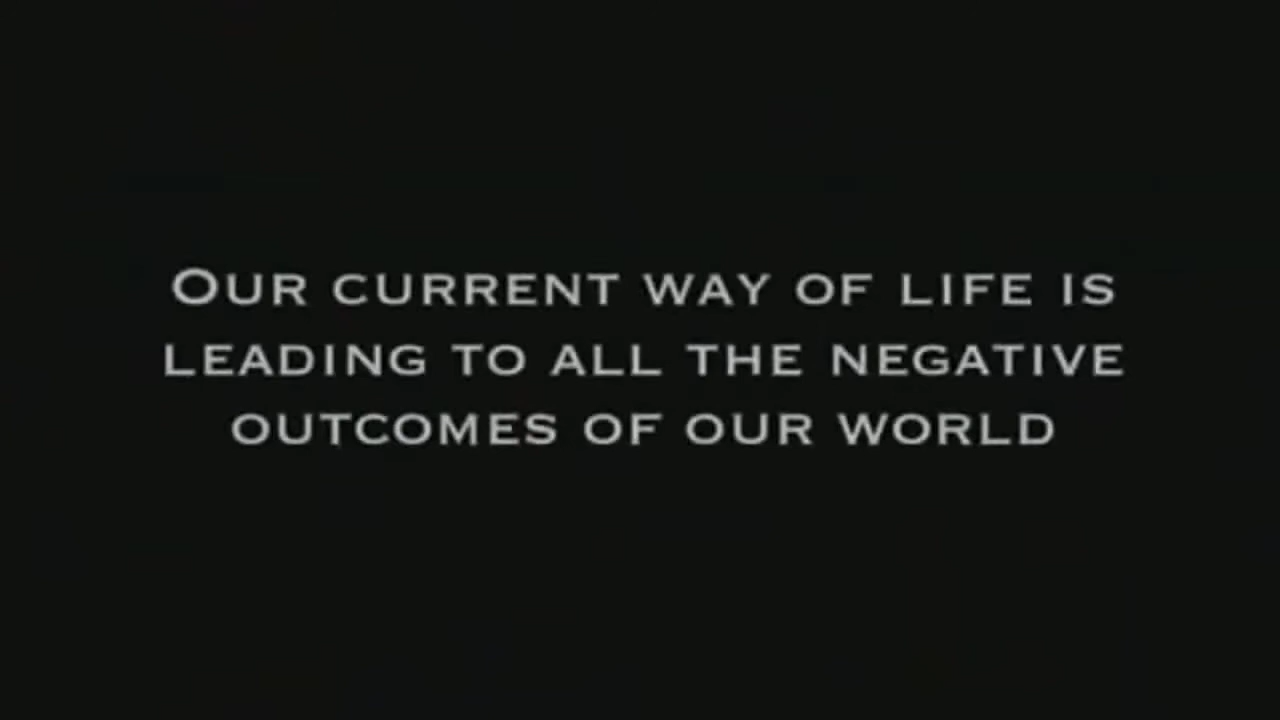 Our current way of life is
leading to all the negative
outcomes of our world